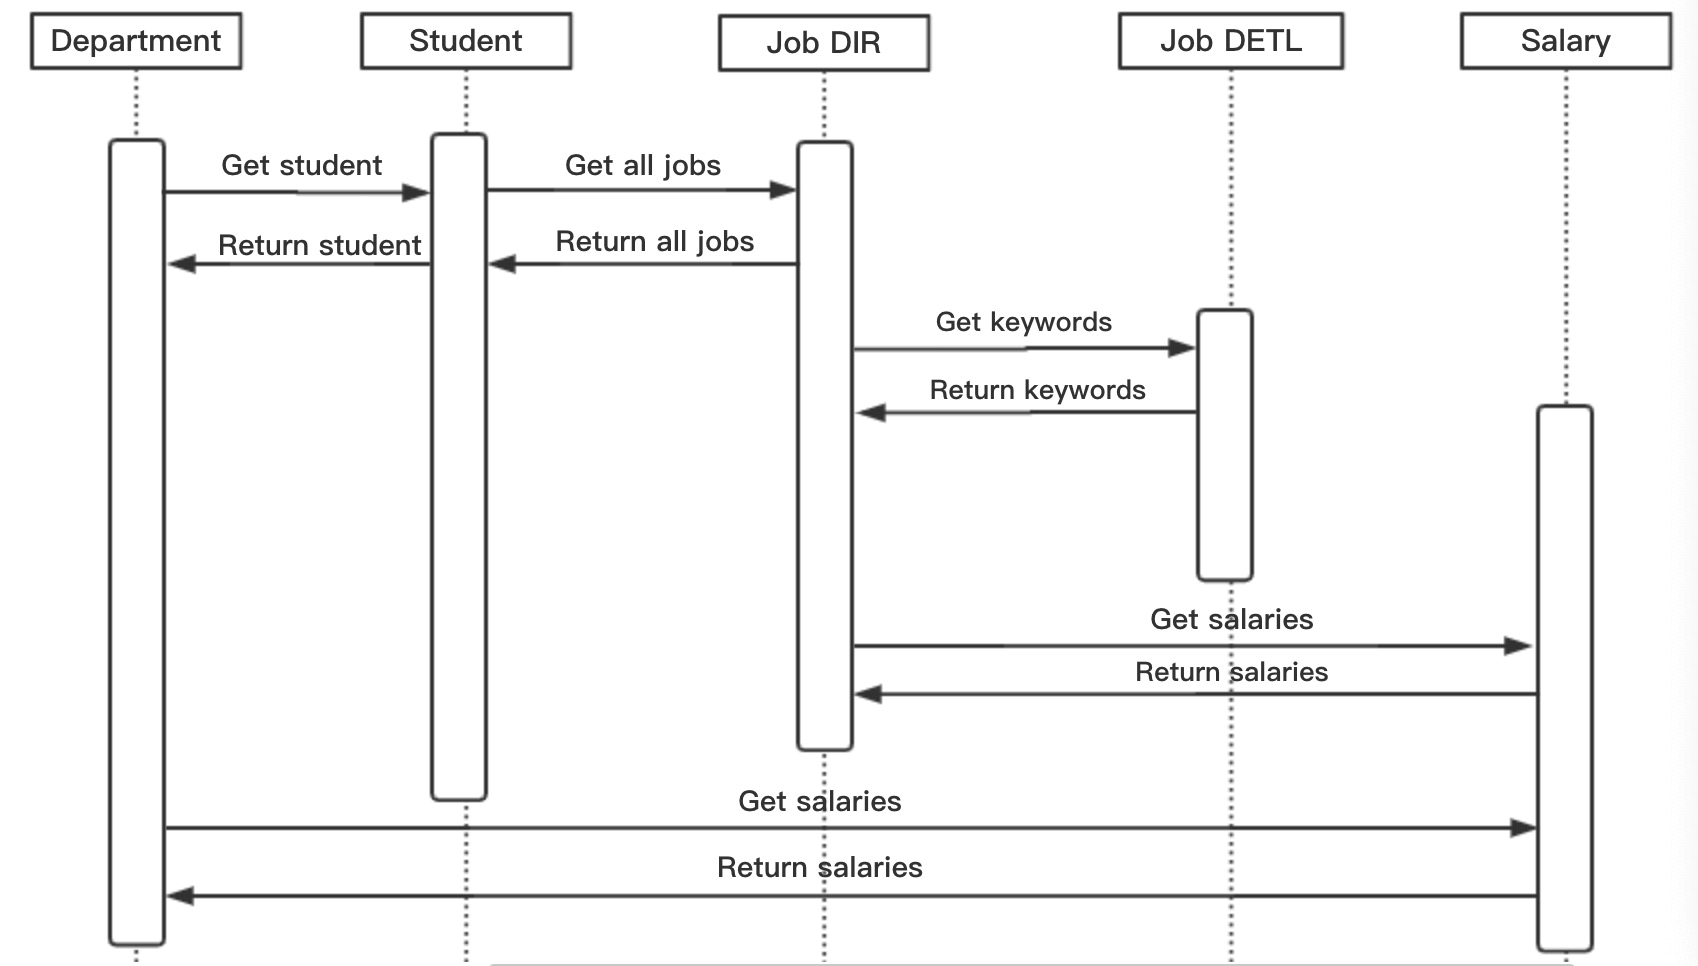 Department
Student
Job DIR
Job DETL
Salary
Get student
Get all jobs
Return student
Return all jobs
Get keywords
Return keywords
Get salaries
Return salaries
Get salaries
Return salaries